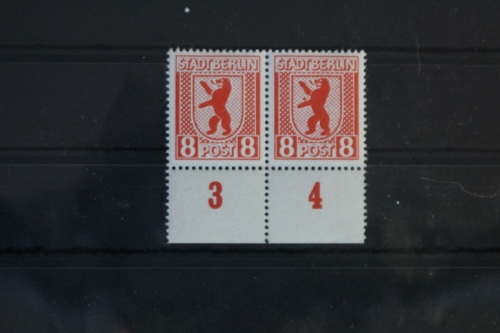 STADT BERLIN STADT BERLIN
8 POST 8 8 POST 8
3 4